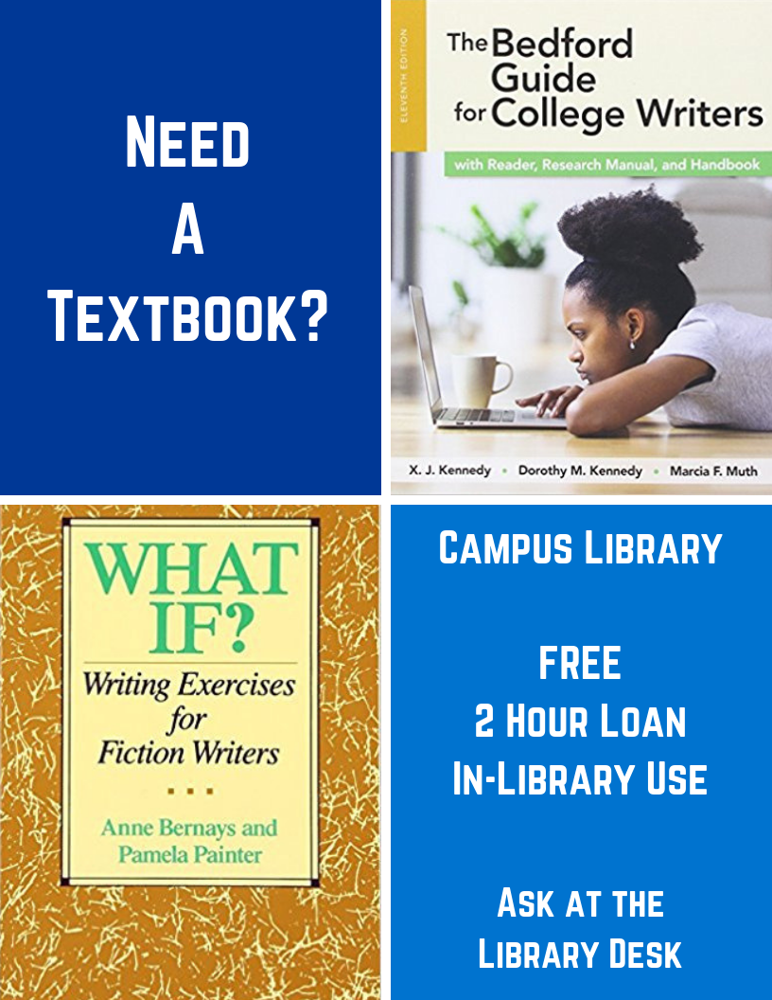 Need
A
Textbook?
ELEVENTH EDITION
The Bedford
Guide
for College Writers
with Reader, Research Manual, and Handbook
X. J. Kennedy • Dorothy M. Kennedy • Marcia F. Muth
WHAT
IF?
Writing Exercises
for
Fiction Writers
Anne Bernays and
Pamela Painter
Campus Library
FREE
2 Hour Loan
In-Library Use
Ask at the
Library Desk